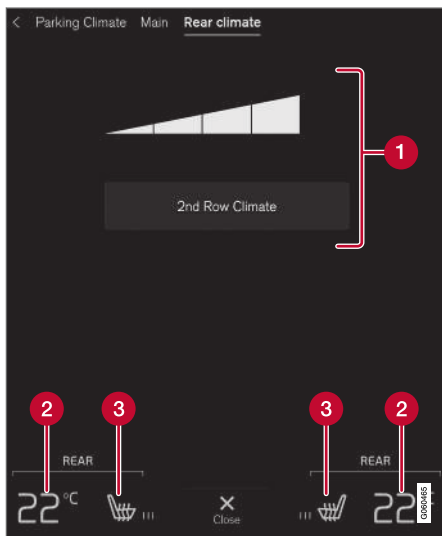 < Parking Climate Main Rear climate
1
2nd Row Climate
2 3 3 2
REAR REAR
22°C 22
Close
G060465